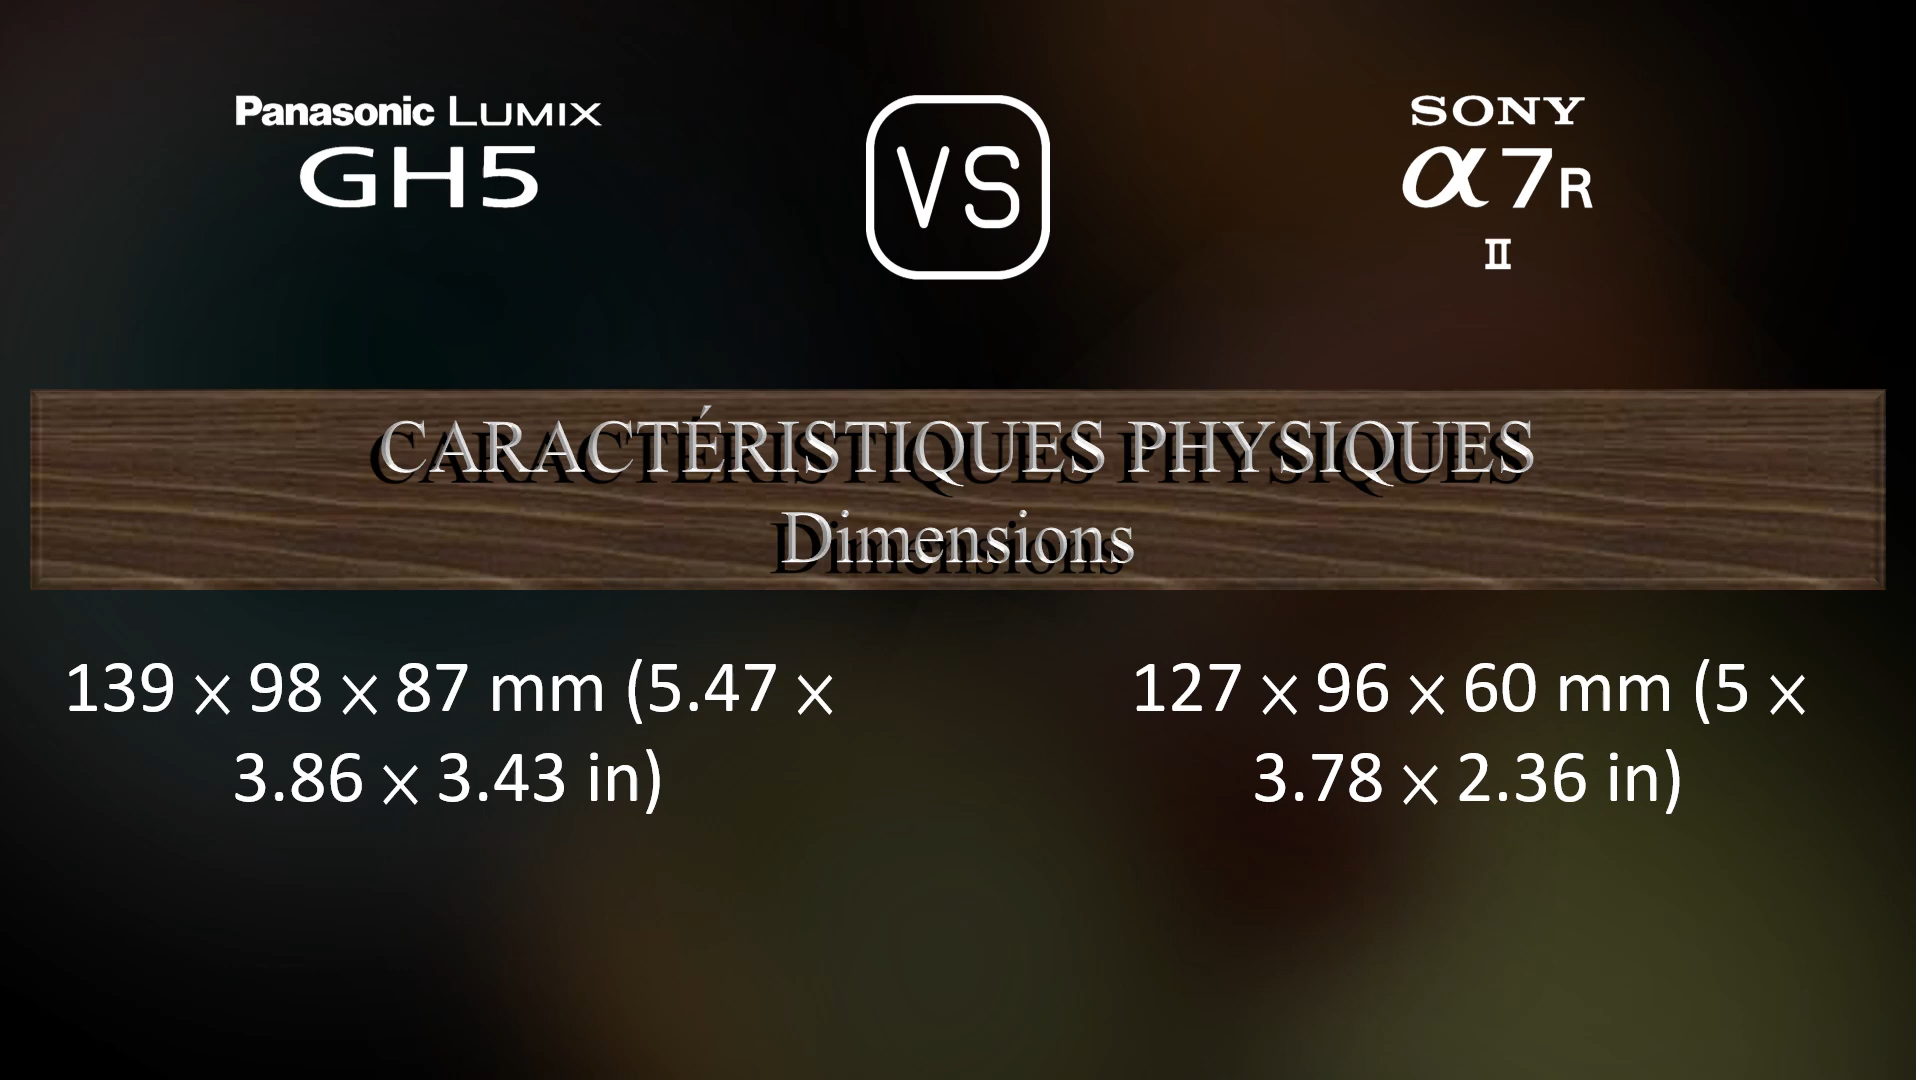 Panasonic LUMIX
GH5
VS
SONY
α7R
II
CARACTÉRISTIQUES PHYSIQUES
Dimensions
139 x 98 x 87 mm (5.47 x
3.86 x 3.43 in)
127 x 96 x 60 mm (5 x
3.78 x 2.36 in)